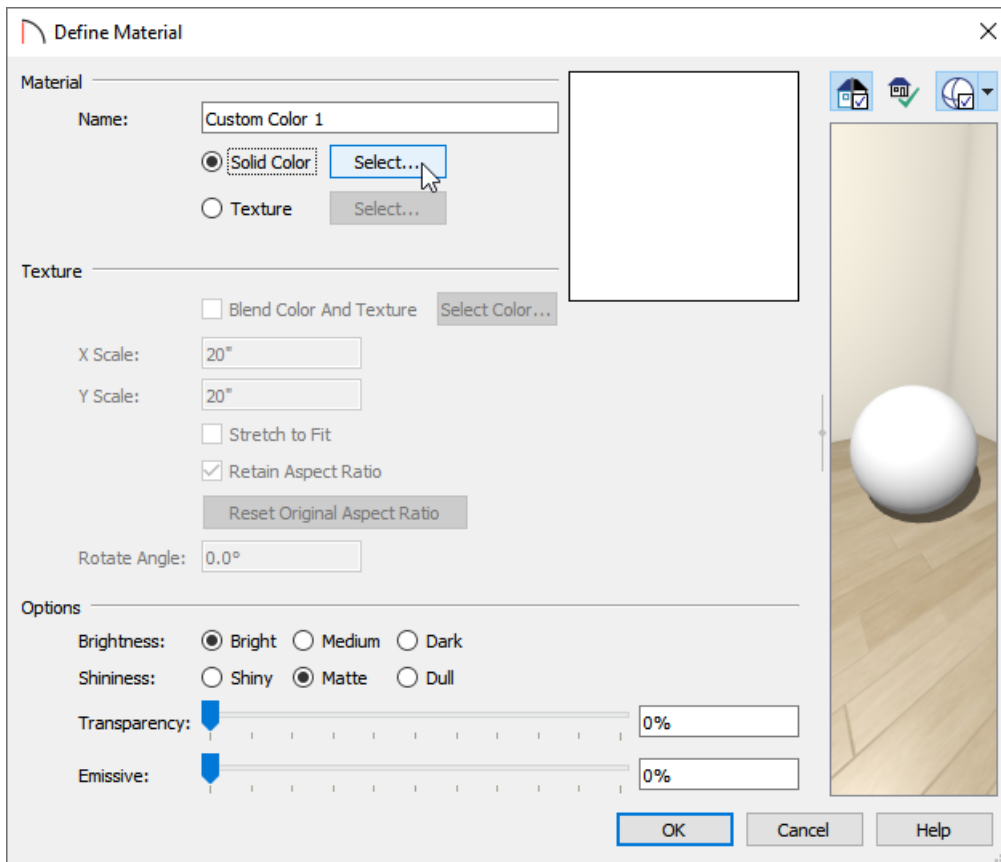 Define Material
Material
Name: Custom Color 1
Solid Color Select...
Texture Select...
Texture
Blend Color And Texture Select Color...
X Scale: 20"
Y Scale: 20"
Stretch to Fit
Retain Aspect Ratio
Reset Original Aspect Ratio
Rotate Angle: 0.0°
Options
Brightness: Bright Medium Dark
Shininess: Shiny Matte Dull
Transparency: 0%
Emissive: 0%
OK Cancel Help